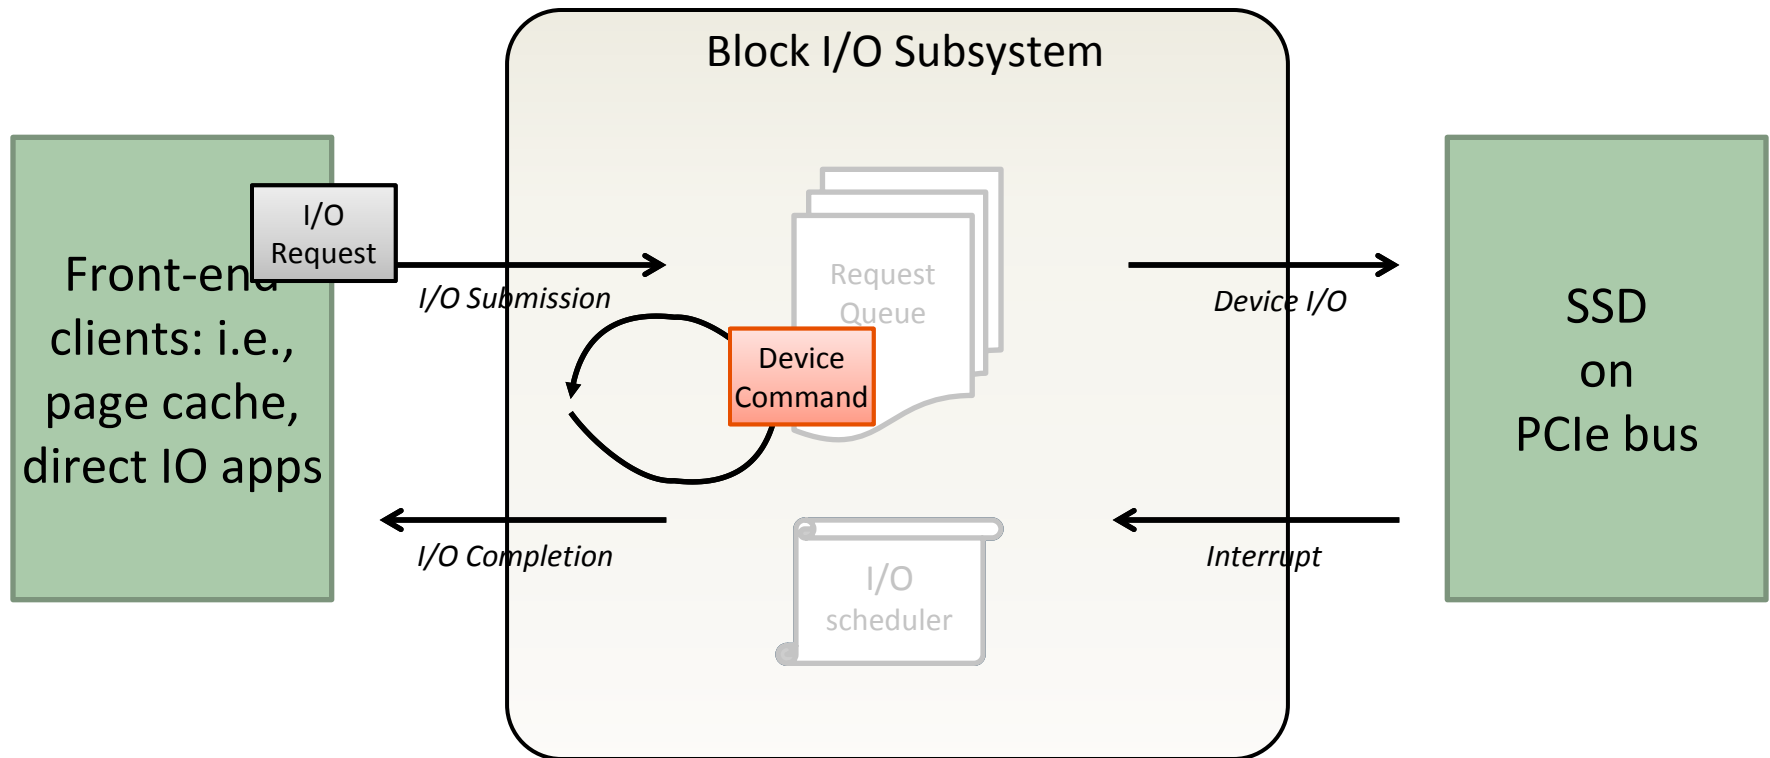 Block I/O Subsystem
I/O
Request
Front-end
clients: i.e.,
page cache,
direct IO apps
I/O Submission
Request
Queue
Device
Command
Device I/O
SSD
on
PCIe bus
I/O Completion
I/O
scheduler
Interrupt